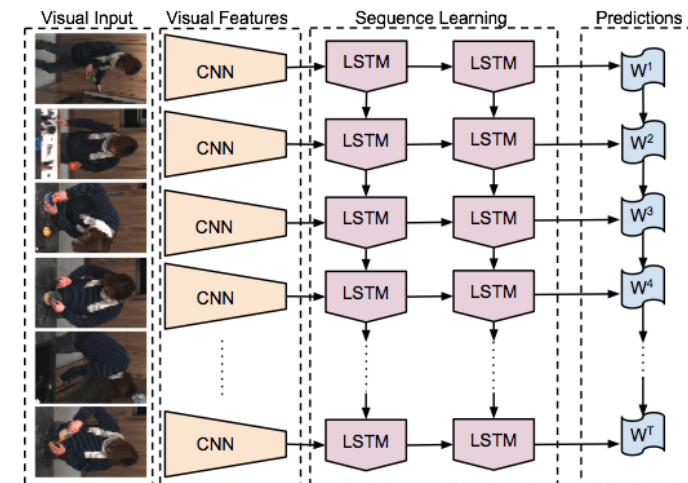 Visual Input Visual Features Sequence Learning Predictions
CNN LSTM LSTM W¹
CNN LSTM LSTM W²
CNN LSTM LSTM W³
CNN LSTM LSTM W⁴
CNN LSTM LSTM Wᵀ